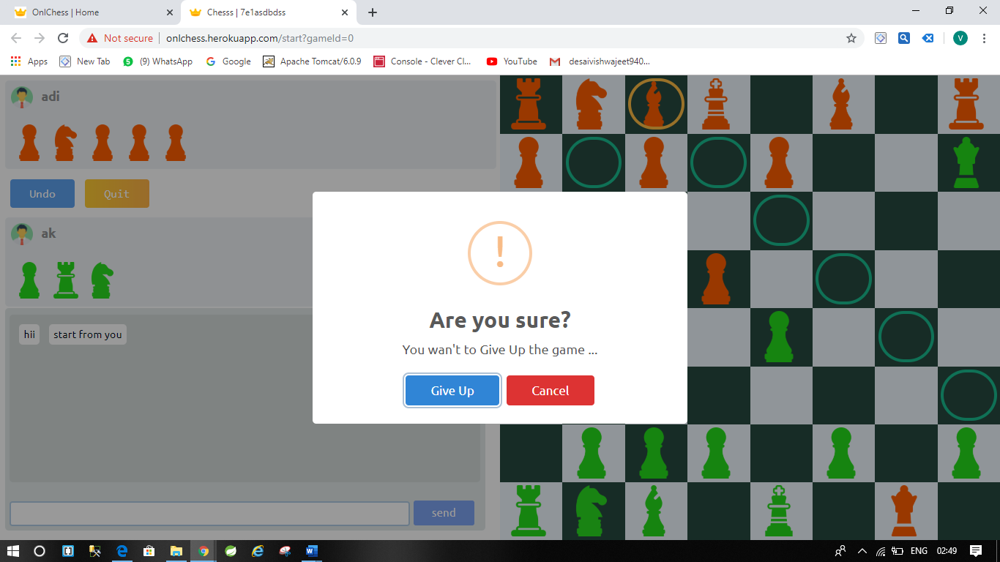 OnlChess | Home
Chesss | 7e1asdbdss
Not secure | onlchess.herokuapp.com/start?gameId=0
V
Apps
New Tab
(9) WhatsApp
Google
Apache Tomcat/6.0.9
Console - Clever Cl...
YouTube
desaivishwajeet940...
adi
Undo
Quit
ak
hii
start from you
!
Are you sure?
You wan't to Give Up the game ...
Give Up
Cancel
send
ENG
02:49